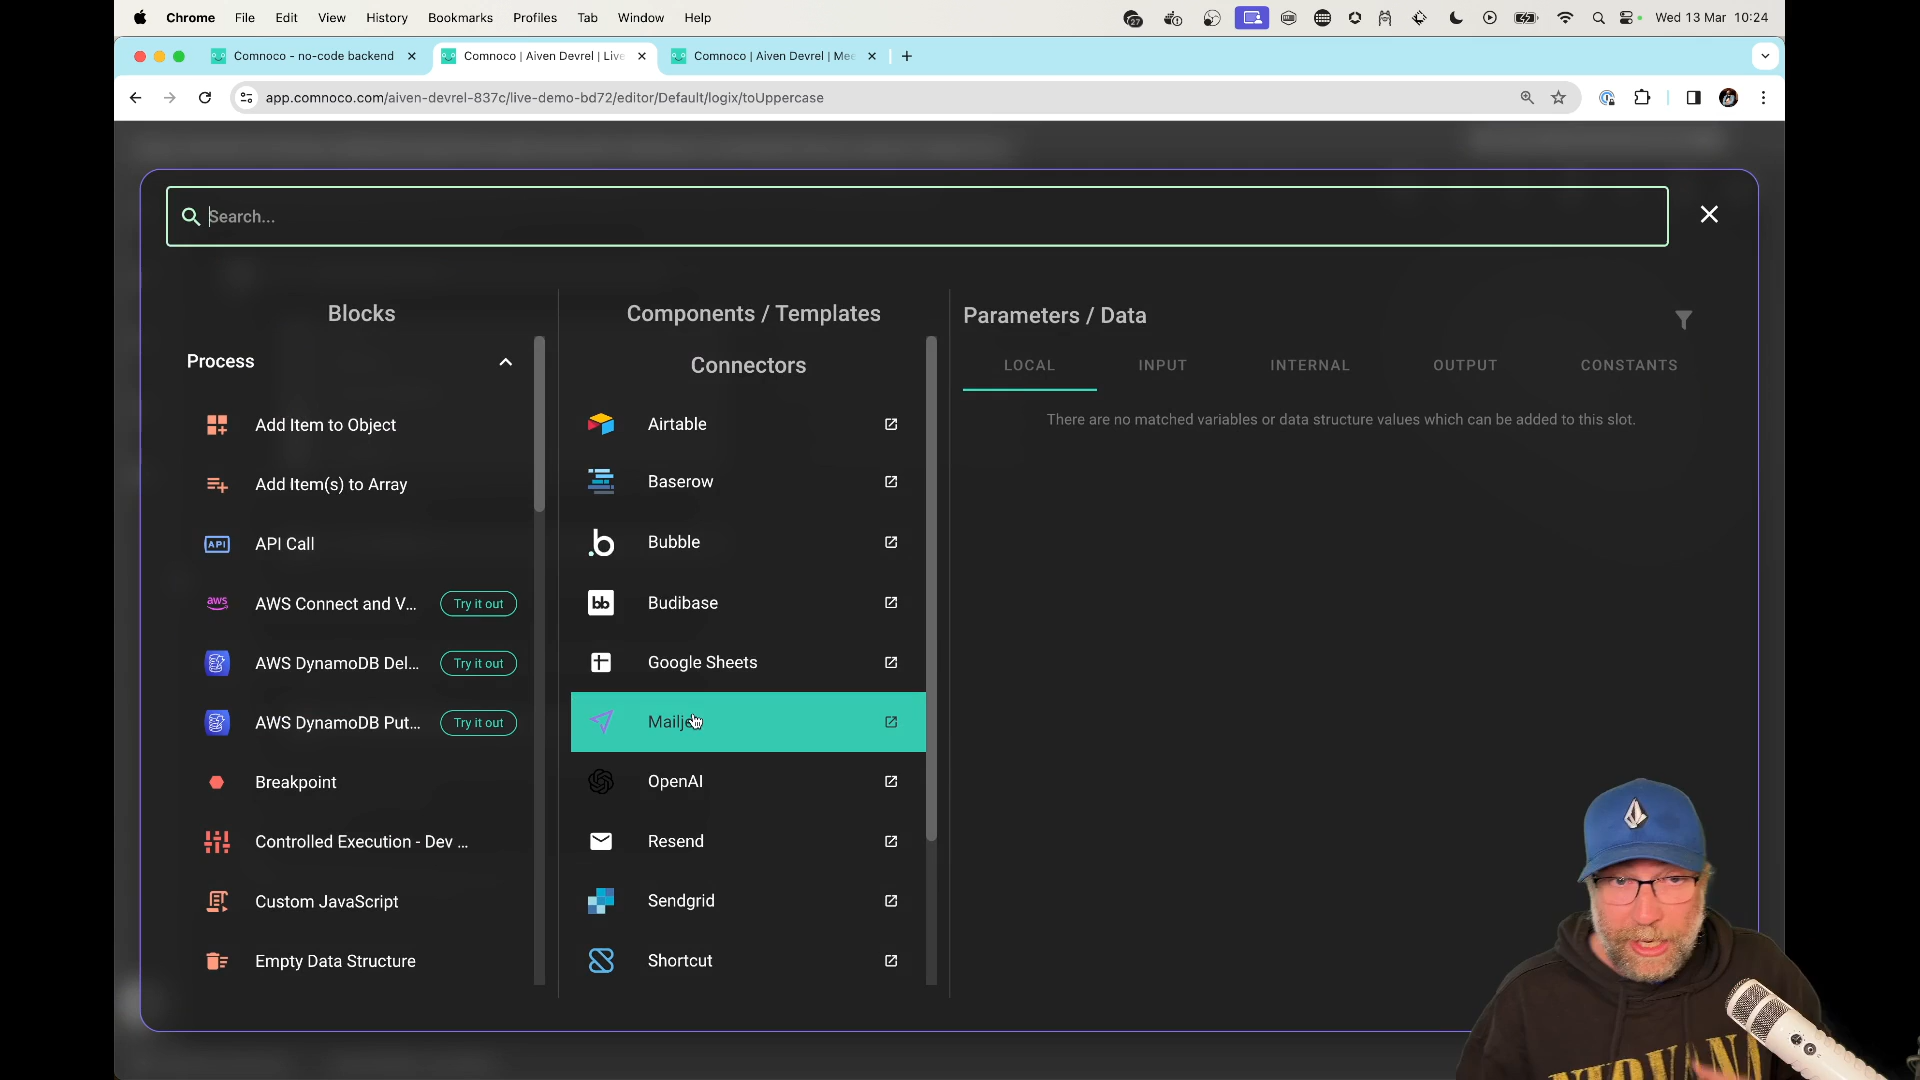 Chrome File Edit View History Bookmarks Profiles Tab Window Help
27
Wed 13 Mar 10:24
Comnoco - no-code backend
Comnoco | Aiven Devrel | Live
Comnoco | Aiven Devrel | Mee
app.comnoco.com/aiven-devrel-837c/live-demo-bd72/editor/Default/logix/toUppercase
Search...
Blocks
Process
Add Item to Object
Add Item(s) to Array
API
API Call
aws
AWS Connect and V... Try it out
AWS DynamoDB Del... Try it out
AWS DynamoDB Put... Try it out
Breakpoint
Controlled Execution - Dev ...
Custom JavaScript
Empty Data Structure
Components / Templates
Connectors
Airtable
Baserow
b
Bubble
bb
Budibase
Google Sheets
OpenAI
Resend
Sendgrid
Shortcut
Parameters / Data
LOCAL INPUT INTERNAL OUTPUT CONSTANTS
There are no matched variables or data structure values which can be added to this slot.
NIRVANA